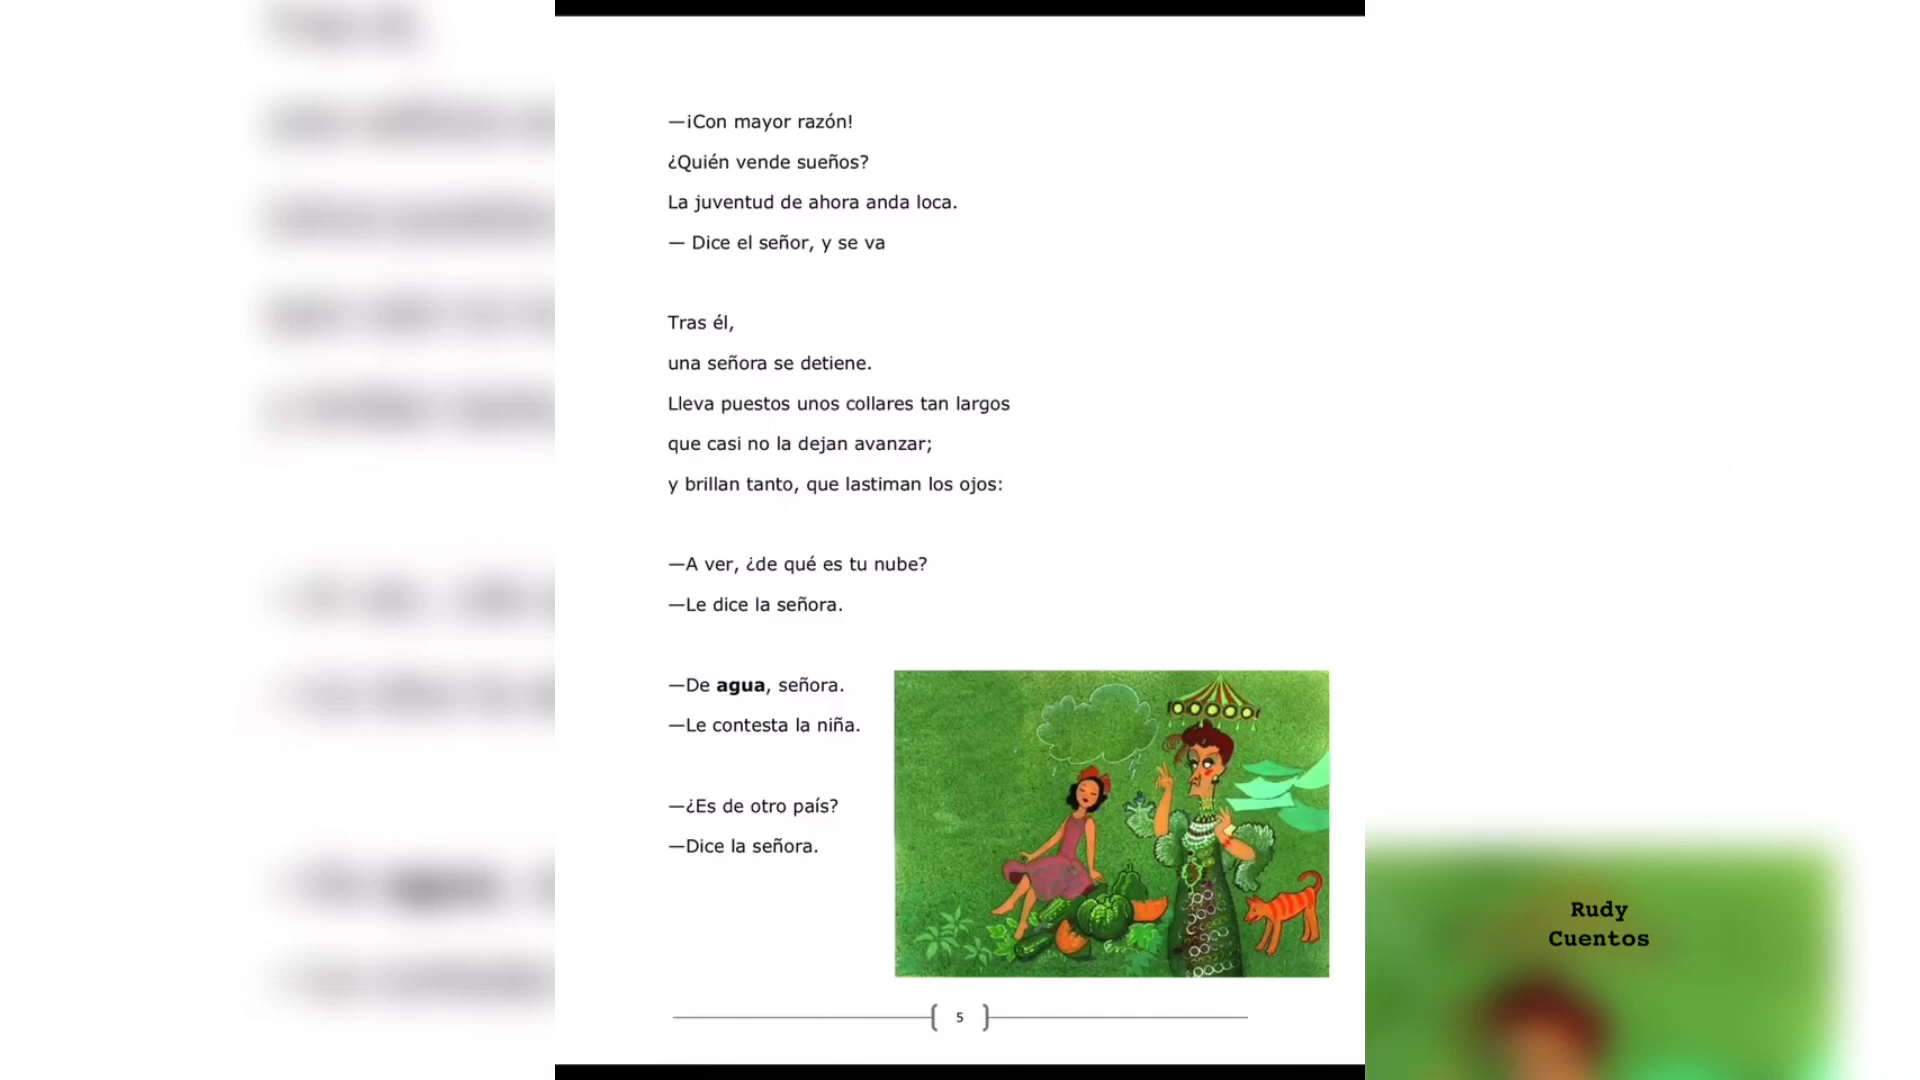 —¡Con mayor razón!
¿Quién vende sueños?
La juventud de ahora anda loca.
— Dice el señor, y se va
Tras él,
una señora se detiene.
Lleva puestos unos collares tan largos
que casi no la dejan avanzar;
y brillan tanto, que lastiman los ojos:
—A ver, ¿de qué es tu nube?
—Le dice la señora.
—De agua, señora.
—Le contesta la niña.
—¿Es de otro país?
—Dice la señora.
5
Rudy
Cuentos